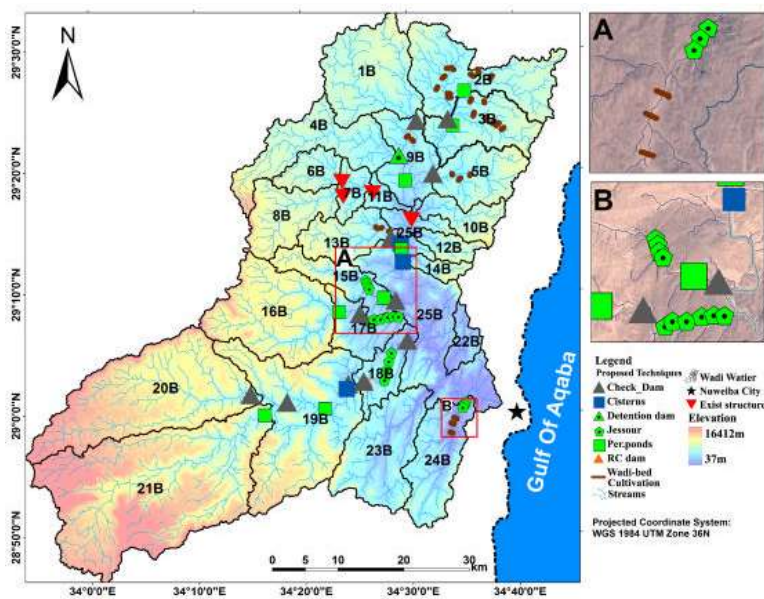 N
29°30'0"N
29°20'0"N
29°10'0"N
29°0'0"N
28°50'0"N
1B
2B
3B
4B
9B
6B
5B
7B
11B
8B
10B
25B
13B
12B
14B
A
15B
16B
25B
17B
22B
18B
20B
B
19B
23B
24B
21B
Gulf Of Aqaba
0 5 10 20 30
km
34°0'0"E 34°10'0"E 34°20'0"E 34°30'0"E 34°40'0"E
A
B
Legend
Proposed Techniques
Check_Dam
Cisterns
Detention dam
Jessour
Per.ponds
RC dam
Wadi-bed
Cultivation
Streams
Wadi Watier
Nuweiba City
Exist structure
Elevation
16412m
37m
Projected Coordinate System:
WGS 1984 UTM Zone 36N